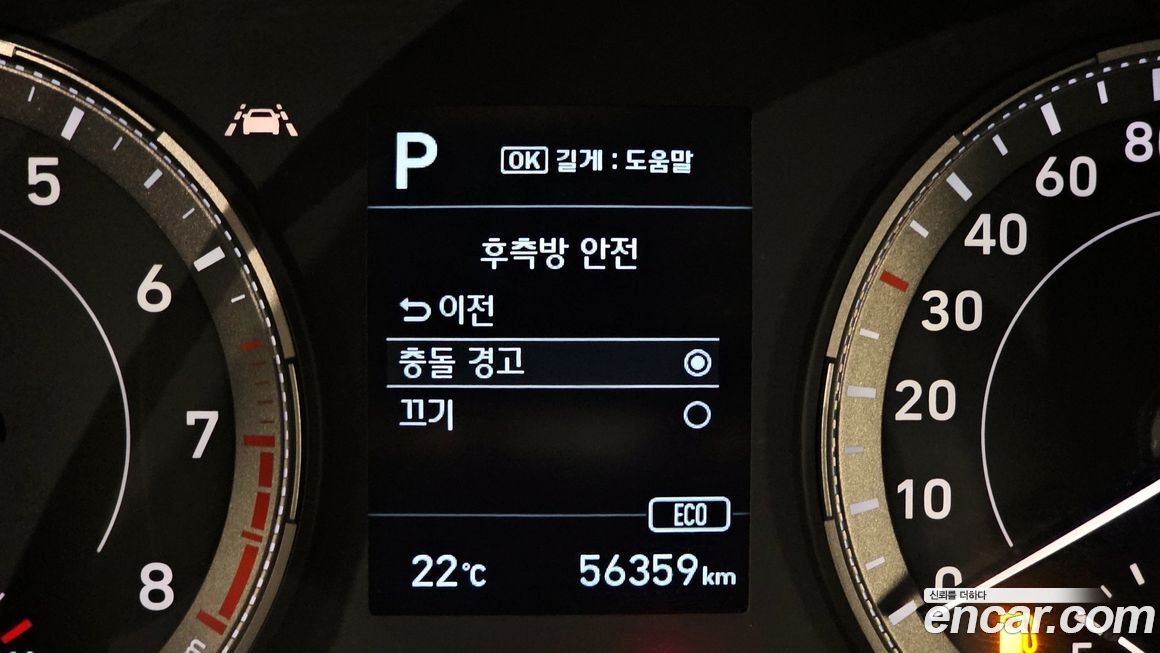 P
OK 길게 : 도움말
후측방 안전
이전
충돌 경고
끄기
ECO
22℃ 56359km
5
6
7
8
80
60
40
30
20
10
0
신뢰를 더하다
encar.com